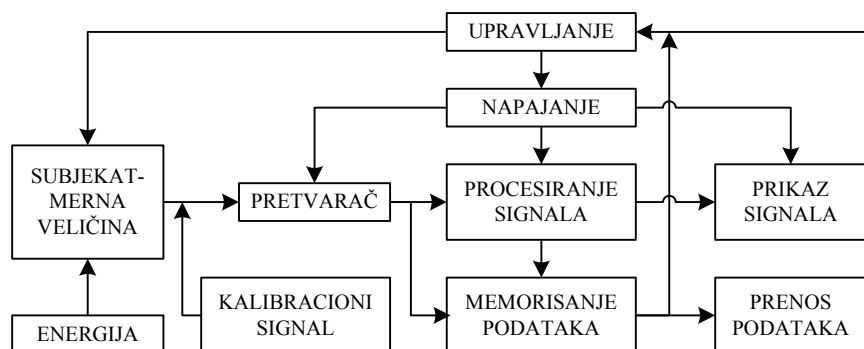 UPRAVLJANJE
NAPAJANJE
SUBJEKAT-
MERNA
VELIČINA
PRETVARAČ
PROCESIRANJE
SIGNALA
PRIKAZ
SIGNALA
ENERGIJA
KALIBRACIONI
SIGNAL
MEMORISANJE
PODATAKA
PRENOS
PODATAKA